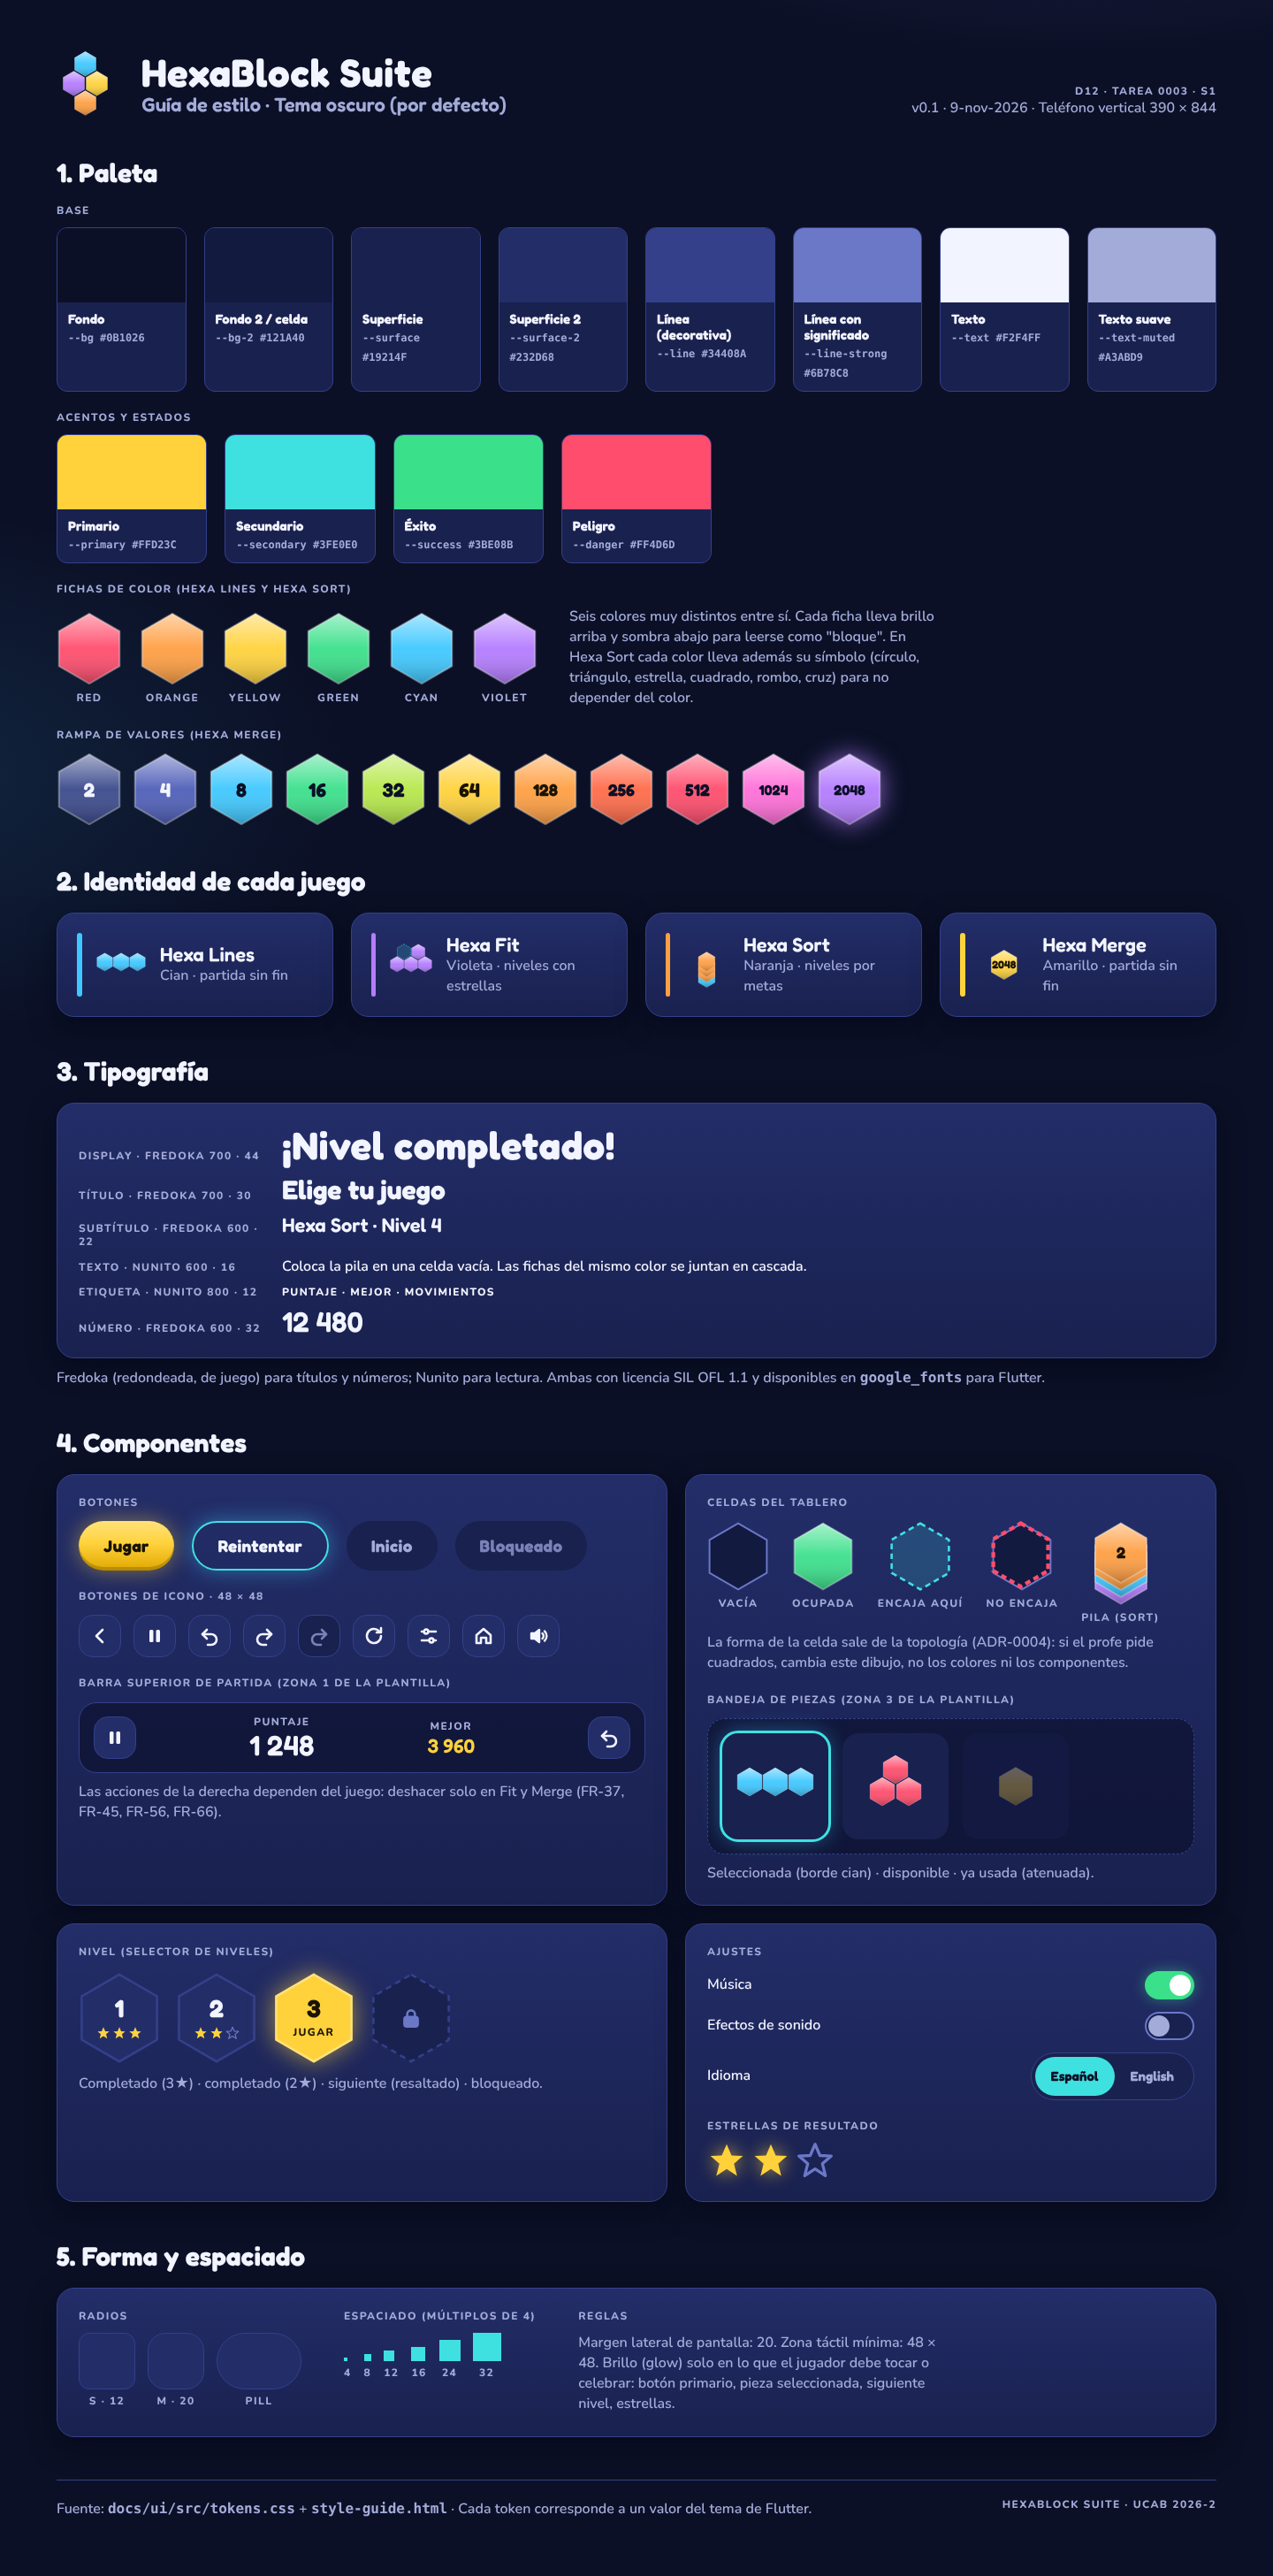 HexaBlock Suite
Guía de estilo · Tema oscuro (por defecto)
D12 · TAREA 0003 · S1
v0.1 · 9-nov-2026 · Teléfono vertical 390 × 844
1. Paleta
BASE
Fondo
--bg #0B1026
Fondo 2 / celda
--bg-2 #121A40
Superficie
--surface
#19214F
Superficie 2
--surface-2
#232D68
Línea
(decorativa)
--line #34408A
Línea con
significado
--line-strong
#6B78C8
Texto
--text #F2F4FF
Texto suave
--text-muted
#A3ABD9
ACENTOS Y ESTADOS
Primario
--primary #FFD23C
Secundario
--secondary #3FE0E0
Éxito
--success #3BE08B
Peligro
--danger #FF4D6D
FICHAS DE COLOR (HEXA LINES Y HEXA SORT)
RED
ORANGE
YELLOW
GREEN
CYAN
VIOLET
Seis colores muy distintos entre sí. Cada ficha lleva brillo
arriba y sombra abajo para leerse como "bloque". En
Hexa Sort cada color lleva además su símbolo (círculo,
triángulo, estrella, cuadrado, rombo, cruz) para no
depender del color.
RAMPA DE VALORES (HEXA MERGE)
2 4 8 16 32 64 128 256 512 1024 2048
2. Identidad de cada juego
Hexa Lines
Cian · partida sin fin
Hexa Fit
Violeta · niveles con
estrellas
Hexa Sort
Naranja · niveles por
metas
2048
Hexa Merge
Amarillo · partida sin
fin
3. Tipografía
DISPLAY · FREDOKA 700 · 44
¡Nivel completado!
TÍTULO · FREDOKA 700 · 30
Elige tu juego
SUBTÍTULO · FREDOKA 600 ·
22
Hexa Sort · Nivel 4
TEXTO · NUNITO 600 · 16
Coloca la pila en una celda vacía. Las fichas del mismo color se juntan en cascada.
ETIQUETA · NUNITO 800 · 12
PUNTAJE · MEJOR · MOVIMIENTOS
NÚMERO · FREDOKA 600 · 32
12 480
Fredoka (redondeada, de juego) para títulos y números; Nunito para lectura. Ambas con licencia SIL OFL 1.1 y disponibles en google_fonts para Flutter.
4. Componentes
BOTONES
Jugar
Reintentar
Inicio
Bloqueado
BOTONES DE ICONO · 48 × 48
BARRA SUPERIOR DE PARTIDA (ZONA 1 DE LA PLANTILLA)
PUNTAJE
1 248
MEJOR
3 960
Las acciones de la derecha dependen del juego: deshacer solo en Fit y Merge (FR-37,
FR-45, FR-56, FR-66).
CELDAS DEL TABLERO
2
VACÍA
OCUPADA
ENCAJA AQUÍ
NO ENCAJA
PILA (SORT)
La forma de la celda sale de la topología (ADR-0004): si el profe pide
cuadrados, cambia este dibujo, no los colores ni los componentes.
BANDEJA DE PIEZAS (ZONA 3 DE LA PLANTILLA)
Seleccionada (borde cian) · disponible · ya usada (atenuada).
NIVEL (SELECTOR DE NIVELES)
1
★★★
2
★★☆
3
JUGAR
Completado (3★) · completado (2★) · siguiente (resaltado) · bloqueado.
AJUSTES
Música
Efectos de sonido
Idioma
Español
English
ESTRELLAS DE RESULTADO
5. Forma y espaciado
RADIOS
S · 12
M · 20
PILL
ESPACIADO (MÚLTIPLOS DE 4)
4 8 12 16 24 32
REGLAS
Margen lateral de pantalla: 20. Zona táctil mínima: 48 ×
48. Brillo (glow) solo en lo que el jugador debe tocar o
celebrar: botón primario, pieza seleccionada, siguiente
nivel, estrellas.
Fuente: docs/ui/src/tokens.css + style-guide.html · Cada token corresponde a un valor del tema de Flutter.
HEXABLOCK SUITE · UCAB 2026-2